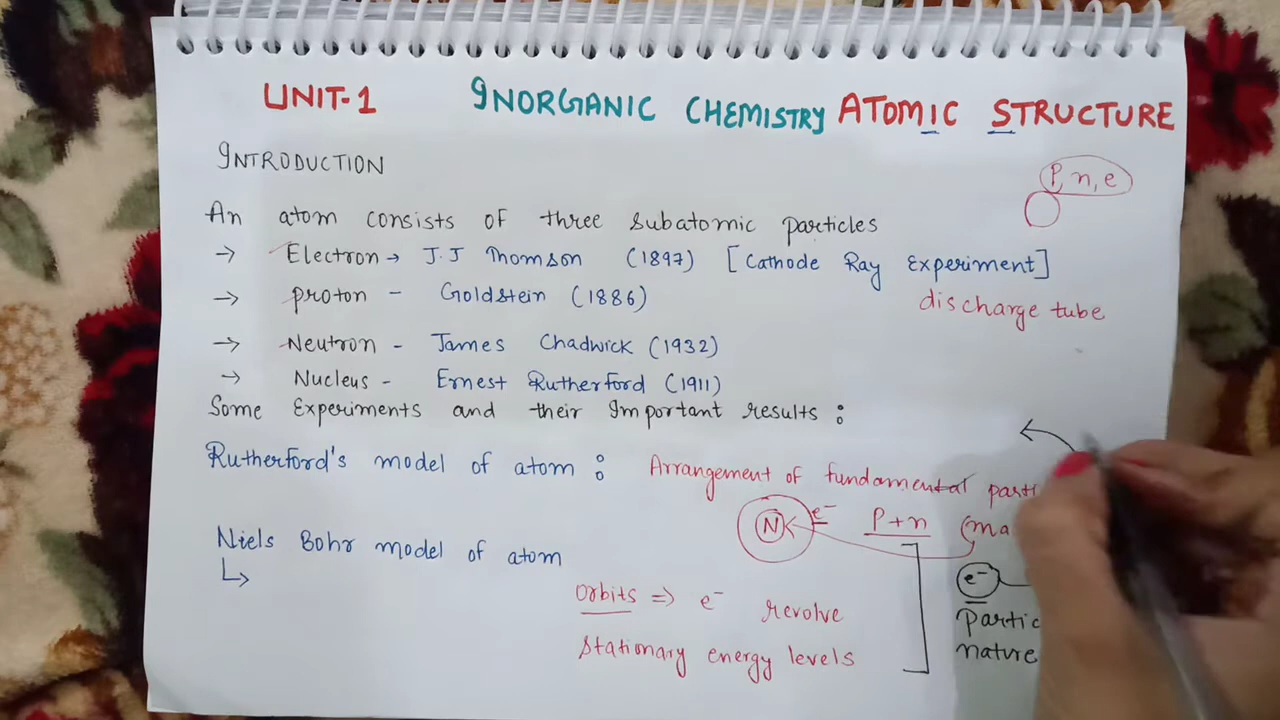 UNIT-1 INORGANIC CHEMISTRY ATOMIC STRUCTURE
INTRODUCTION
P, n, e
An atom consists of three subatomic particles
→ Electron → J.J Thomson (1897) [Cathode Ray Experiment]
→ Proton - Goldstein (1886)
discharge tube
→ Neutron - James Chadwick (1932)
→ Nucleus - Ernest Rutherford (1911)
Some Experiments and their Important results :
Rutherford's model of atom : Arrangement of fundamental parti
N e⁻ P+n (ma
Niels Bohr model of atom
e⁻
Orbits ⇒ e⁻ revolve
Stationary energy levels
Partic
nature